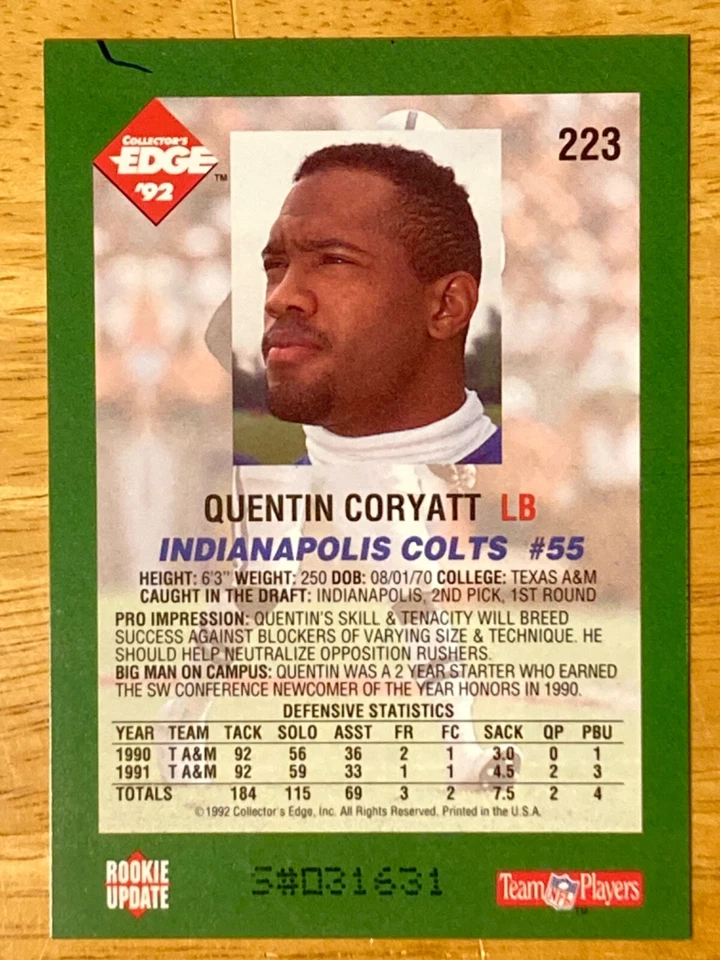 COLLECTOR'S
EDGE
'92 ™
223
QUENTIN CORYATT LB
INDIANAPOLIS COLTS #55
HEIGHT: 6'3" WEIGHT: 250 DOB: 08/01/70 COLLEGE: TEXAS A&M
CAUGHT IN THE DRAFT: INDIANAPOLIS, 2ND PICK, 1ST ROUND
PRO IMPRESSION: QUENTIN'S SKILL & TENACITY WILL BREED
SUCCESS AGAINST BLOCKERS OF VARYING SIZE & TECHNIQUE. HE
SHOULD HELP NEUTRALIZE OPPOSITION RUSHERS.
BIG MAN ON CAMPUS: QUENTIN WAS A 2 YEAR STARTER WHO EARNED
THE SW CONFERENCE NEWCOMER OF THE YEAR HONORS IN 1990.
DEFENSIVE STATISTICS
YEAR TEAM TACK SOLO ASST FR FC SACK QP PBU
1990 T A&M 92 56 36 2 1 3.0 0 1
1991 T A&M 92 59 33 1 1 4.5 2 3
TOTALS 184 115 69 3 2 7.5 2 4
©1992 Collector's Edge, Inc. All Rights Reserved. Printed in the U.S.A.
ROOKIE
UPDATE
S#031631
Team NFL Players
™